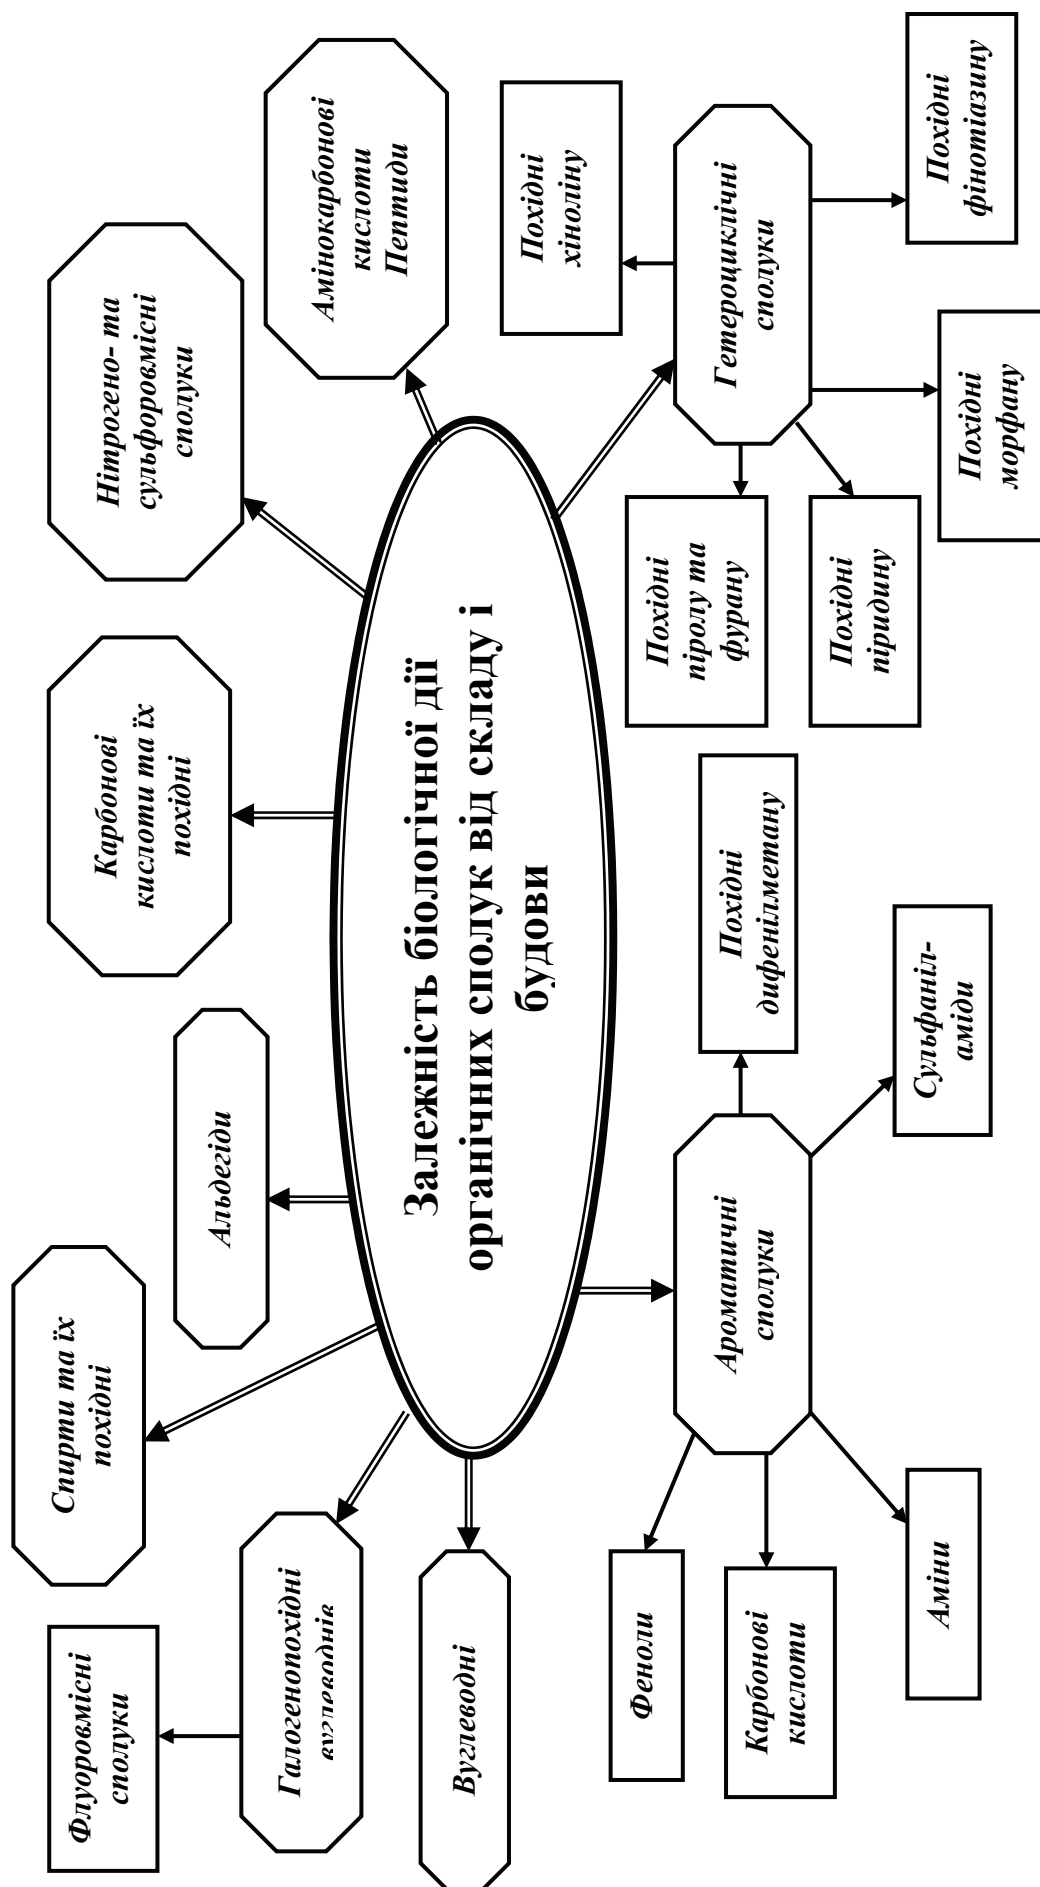 Флуоровмісні
сполуки
Спирти та їх
похідні
Карбонові
кислоти та їх
похідні
Нітрогено- та
сульфоровмісні
сполуки
Галогенопохідні
вуглеводнів
Альдегіди
Амінокарбонові
кислоти
Пептиди
Вуглеводні
Залежність біологічної дії
органічних сполук від складу і
будови
Похідні
хіноліну
Феноли
Карбонові
кислоти
Аміни
Ароматичні
сполуки
Похідні
дифенілметану
Сульфаніл-
аміди
Похідні
піролу та
фурану
Похідні
піридину
Гетероциклічні
сполуки
Похідні
морфану
Похідні
фінотіазину